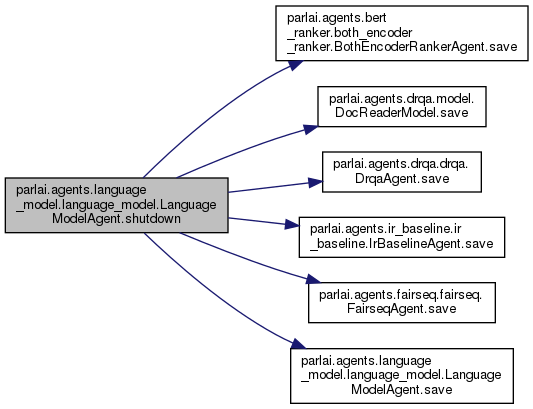 parlai.agents.bert
_ranker.both_encoder
_ranker.BothEncoderRankerAgent.save
parlai.agents.drqa.model.
DocReaderModel.save
parlai.agents.drqa.drqa.
DrqaAgent.save
parlai.agents.language
_model.language_model.Language
ModelAgent.shutdown
parlai.agents.ir_baseline.ir
_baseline.IrBaselineAgent.save
parlai.agents.fairseq.fairseq.
FairseqAgent.save
parlai.agents.language
_model.language_model.Language
ModelAgent.save